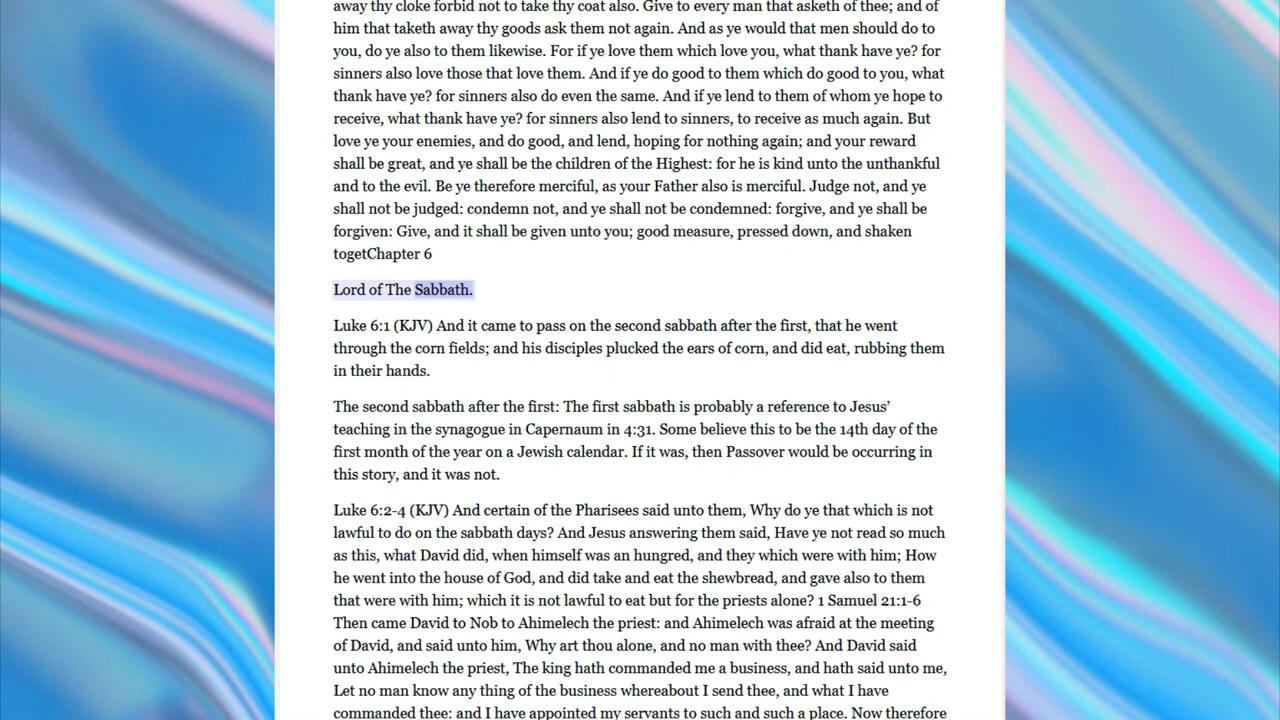 away thy cloke forbid not to take thy coat also. Give to every man that asketh of thee; and of
him that taketh away thy goods ask them not again. And as ye would that men should do to
you, do ye also to them likewise. For if ye love them which love you, what thank have ye? for
sinners also love those that love them. And if ye do good to them which do good to you, what
thank have ye? for sinners also do even the same. And if ye lend to them of whom ye hope to
receive, what thank have ye? for sinners also lend to sinners, to receive as much again. But
love ye your enemies, and do good, and lend, hoping for nothing again; and your reward
shall be great, and ye shall be the children of the Highest: for he is kind unto the unthankful
and to the evil. Be ye therefore merciful, as your Father also is merciful. Judge not, and ye
shall not be judged: condemn not, and ye shall not be condemned: forgive, and ye shall be
forgiven: Give, and it shall be given unto you; good measure, pressed down, and shaken
togetChapter 6
Lord of The Sabbath.
Luke 6:1 (KJV) And it came to pass on the second sabbath after the first, that he went
through the corn fields; and his disciples plucked the ears of corn, and did eat, rubbing them
in their hands.
The second sabbath after the first: The first sabbath is probably a reference to Jesus’
teaching in the synagogue in Capernaum in 4:31. Some believe this to be the 14th day of the
first month of the year on a Jewish calendar. If it was, then Passover would be occurring in
this story, and it was not.
Luke 6:2-4 (KJV) And certain of the Pharisees said unto them, Why do ye that which is not
lawful to do on the sabbath days? And Jesus answering them said, Have ye not read so much
as this, what David did, when himself was an hungred, and they which were with him; How
he went into the house of God, and did take and eat the shewbread, and gave also to them
that were with him; which it is not lawful to eat but for the priests alone? 1 Samuel 21:1-6
Then came David to Nob to Ahimelech the priest: and Ahimelech was afraid at the meeting
of David, and said unto him, Why art thou alone, and no man with thee? And David said
unto Ahimelech the priest, The king hath commanded me a business, and hath said unto me,
Let no man know any thing of the business whereabout I send thee, and what I have
commanded thee: and I have appointed my servants to such and such a place. Now therefore